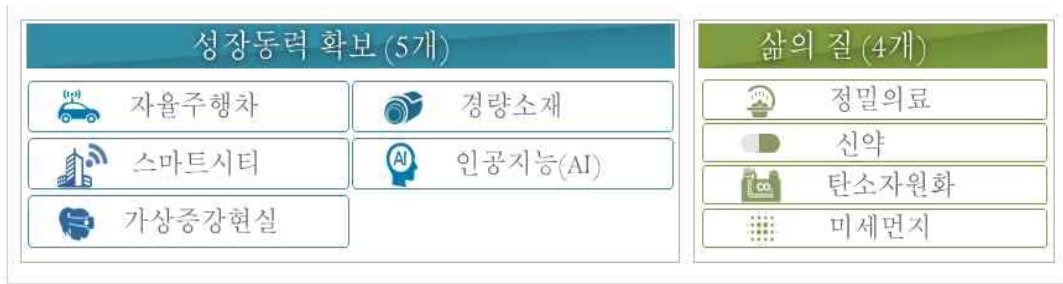 성장동력 확보 (5개)
자율주행차
경량소재
스마트시티
인공지능(AI)
AI
가상증강현실
삶의 질 (4개)
정밀의료
신약
탄소자원화
CO₂
미세먼지